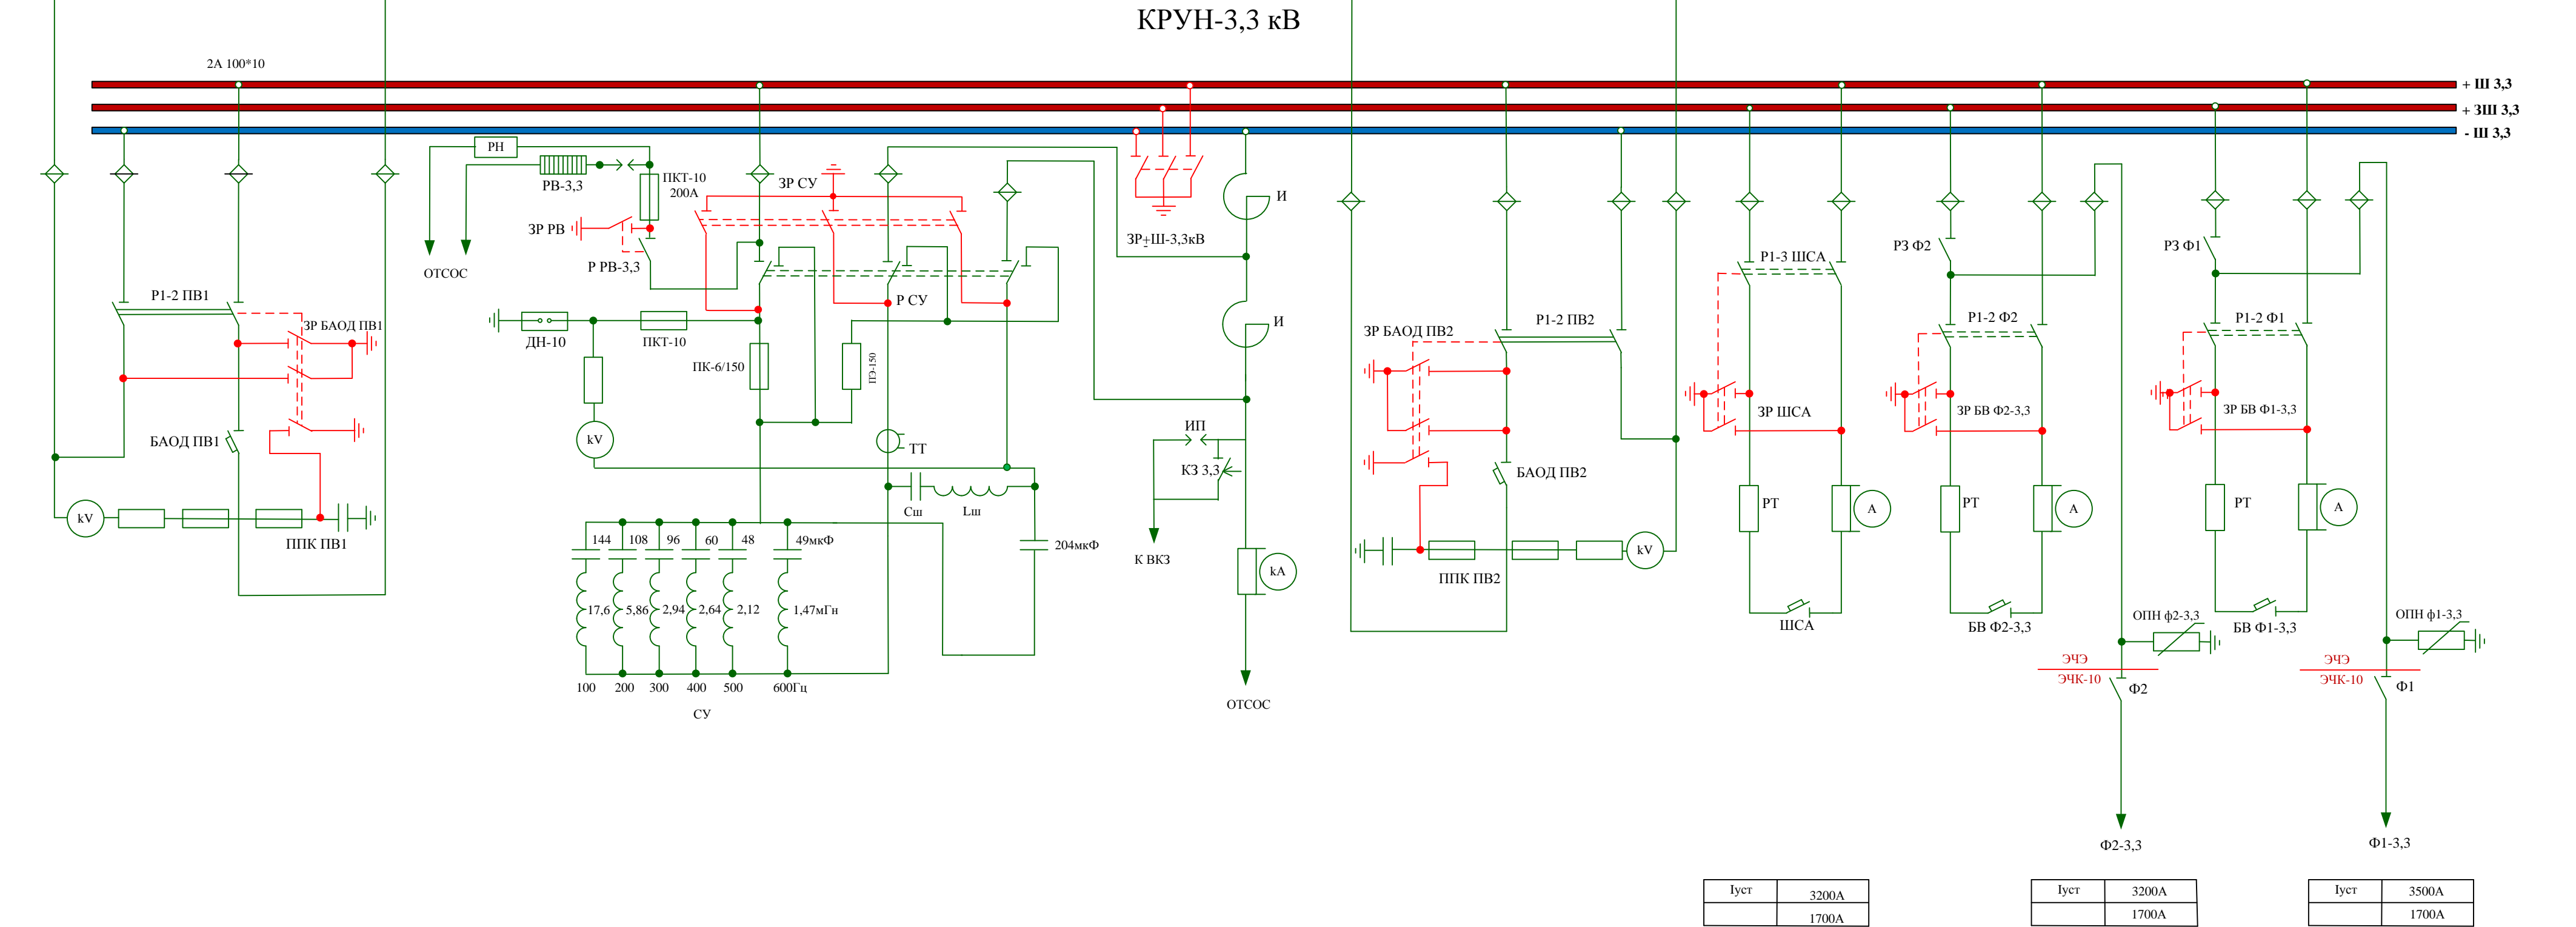 КРУН-3,3 кВ
2А 100*10
+ Ш 3,3
+ ЗШ 3,3
- Ш 3,3
РН
РВ-3,3
ПКТ-10
200А
ЗР СУ
ЗР РВ
Р РВ-3,3
ОТСОС
И
ЗР±Ш-3,3кВ
РЗ Ф2
РЗ Ф1
Р1-3 ШСА
Р1-2 ПВ1
ЗР БАОД ПВ1
Р СУ
И
ДН-10
ПКТ-10
ПК-6/150
ПЭ-150
ЗР БАОД ПВ2
Р1-2 ПВ2
Р1-2 Ф2
Р1-2 Ф1
ЗР ШСА
ЗР БВ Ф2-3,3
ЗР БВ Ф1-3,3
БАОД ПВ1
kV
ТТ
ИП
КЗ 3,3
БАОД ПВ2
kV
ППК ПВ1
Сш
Lш
РТ
А
РТ
А
РТ
А
144
108
96
60
48
49мкФ
204мкФ
К ВКЗ
kA
ППК ПВ2
kV
17,6
5,86
2,94
2,64
2,12
1,47мГн
ШСА
БВ Ф2-3,3
БВ Ф1-3,3
ОПН ф2-3,3
ОПН ф1-3,3
100
200
300
400
500
600Гц
СУ
ОТСОС
ЭЧЭ
ЭЧК-10
Ф2
ЭЧЭ
ЭЧК-10
Ф1
Ф2-3,3
Ф1-3,3
Iуст
3200А
1700А
Iуст
3200А
1700А
Iуст
3500А
1700А